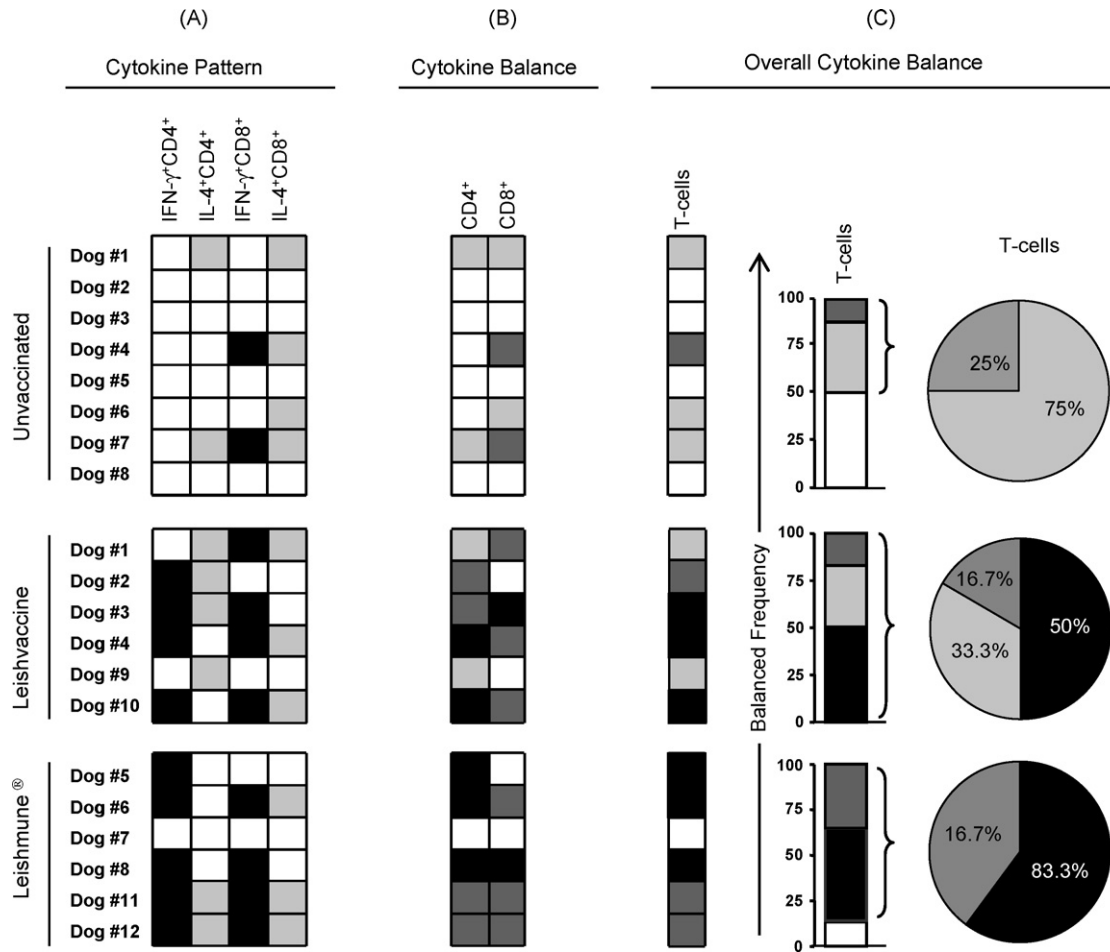 (A)
(B)
(C)
Cytokine Pattern
Cytokine Balance
Overall Cytokine Balance
IFN-γ⁺CD4⁺
IL-4⁺CD4⁺
IFN-γ⁺CD8⁺
IL-4⁺CD8⁺
CD4⁺
CD8⁺
T-cells
T-cells
T-cells
Unvaccinated
Dog #1
Dog #2
Dog #3
Dog #4
Dog #5
Dog #6
Dog #7
Dog #8
100
75
50
25
0
25%
75%
Leishvaccine
Dog #1
Dog #2
Dog #3
Dog #4
Dog #9
Dog #10
Balanced Frequency
100
75
50
25
0
16.7%
33.3%
50%
Leishmune ®
Dog #5
Dog #6
Dog #7
Dog #8
Dog #11
Dog #12
100
75
50
25
0
16.7%
83.3%